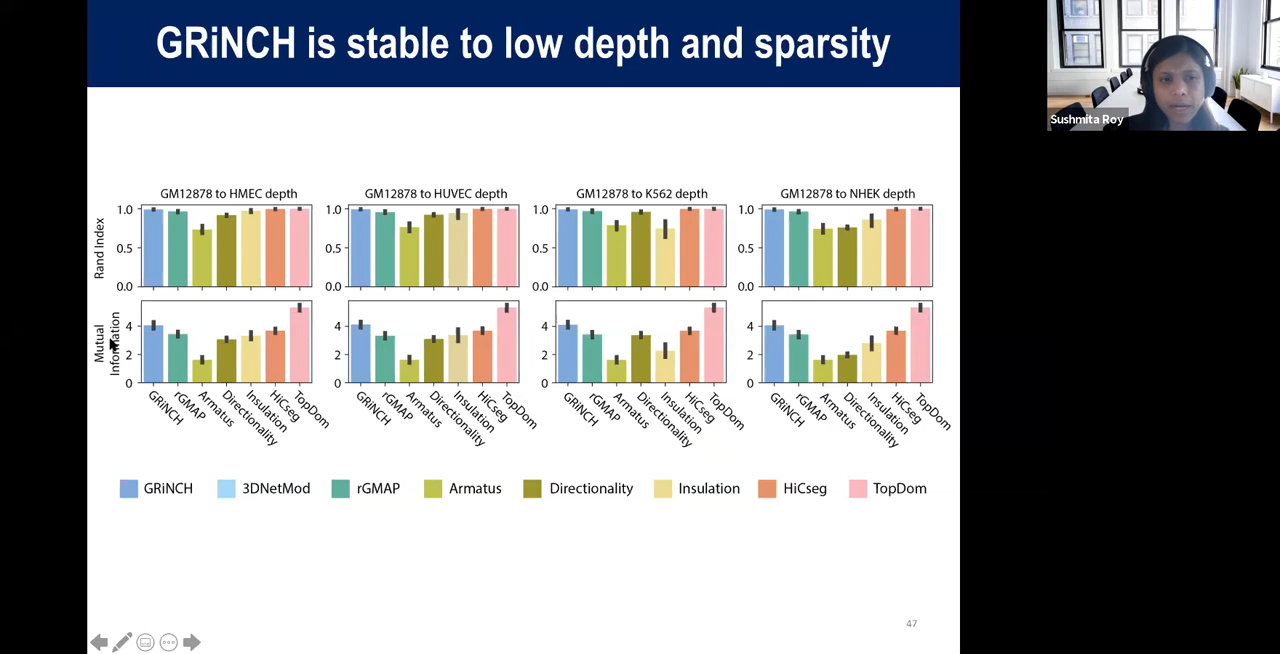 GRiNCH is stable to low depth and sparsity
Sushmita Roy
GM12878 to HMEC depth
GM12878 to HUVEC depth
GM12878 to K562 depth
GM12878 to NHEK depth
Rand Index
1.0
0.5
0.0
1.0
0.5
0.0
1.0
0.5
0.0
1.0
0.5
0.0
Mutual
Information
4
2
0
4
2
0
4
2
0
4
2
0
GRiNCH
rGMAP
Armatus
Directionality
Insulation
HiCseg
TopDom
GRiNCH
rGMAP
Armatus
Directionality
Insulation
HiCseg
TopDom
GRiNCH
rGMAP
Armatus
Directionality
Insulation
HiCseg
TopDom
GRiNCH
rGMAP
Armatus
Directionality
Insulation
HiCseg
TopDom
GRiNCH 3DNetMod rGMAP Armatus Directionality Insulation HiCseg TopDom
47